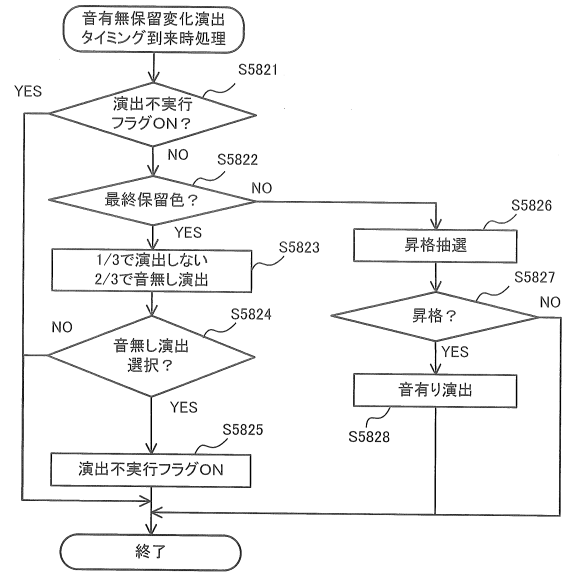 音有無保留変化演出
タイミング到来時処理
S5821
YES
演出不実行
フラグON？
NO
S5822
最終保留色？
NO
YES
S5826
昇格抽選
S5823
1/3で演出しない
2/3で音無し演出
S5827
昇格？
NO
YES
S5824
NO
音無し演出
選択？
YES
音有り演出
S5828
S5825
演出不実行フラグON
終了